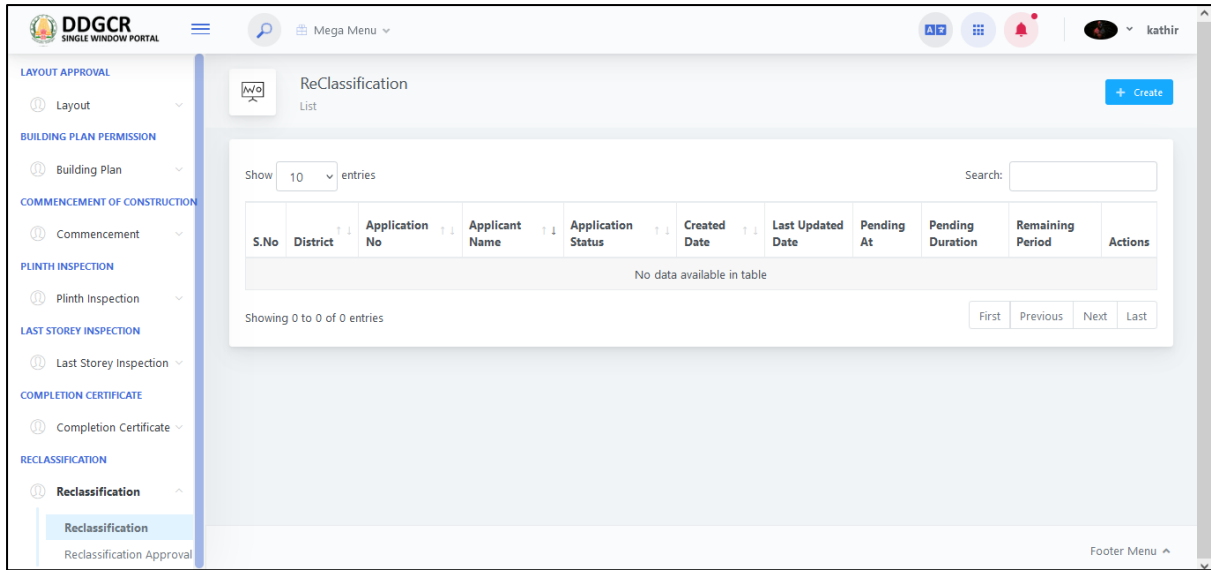 DDGCR
SINGLE WINDOW PORTAL
Mega Menu
kathir
LAYOUT APPROVAL
Layout
BUILDING PLAN PERMISSION
Building Plan
COMMENCEMENT OF CONSTRUCTION
Commencement
PLINTH INSPECTION
Plinth Inspection
LAST STOREY INSPECTION
Last Storey Inspection
COMPLETION CERTIFICATE
Completion Certificate
RECLASSIFICATION
Reclassification
Reclassification
Reclassification Approval
ReClassification
List
+ Create
Show 10 entries
Search:
S.No District Application No Applicant Name Application Status Created Date Last Updated Date Pending At Pending Duration Remaining Period Actions
No data available in table
Showing 0 to 0 of 0 entries
First Previous Next Last
Footer Menu